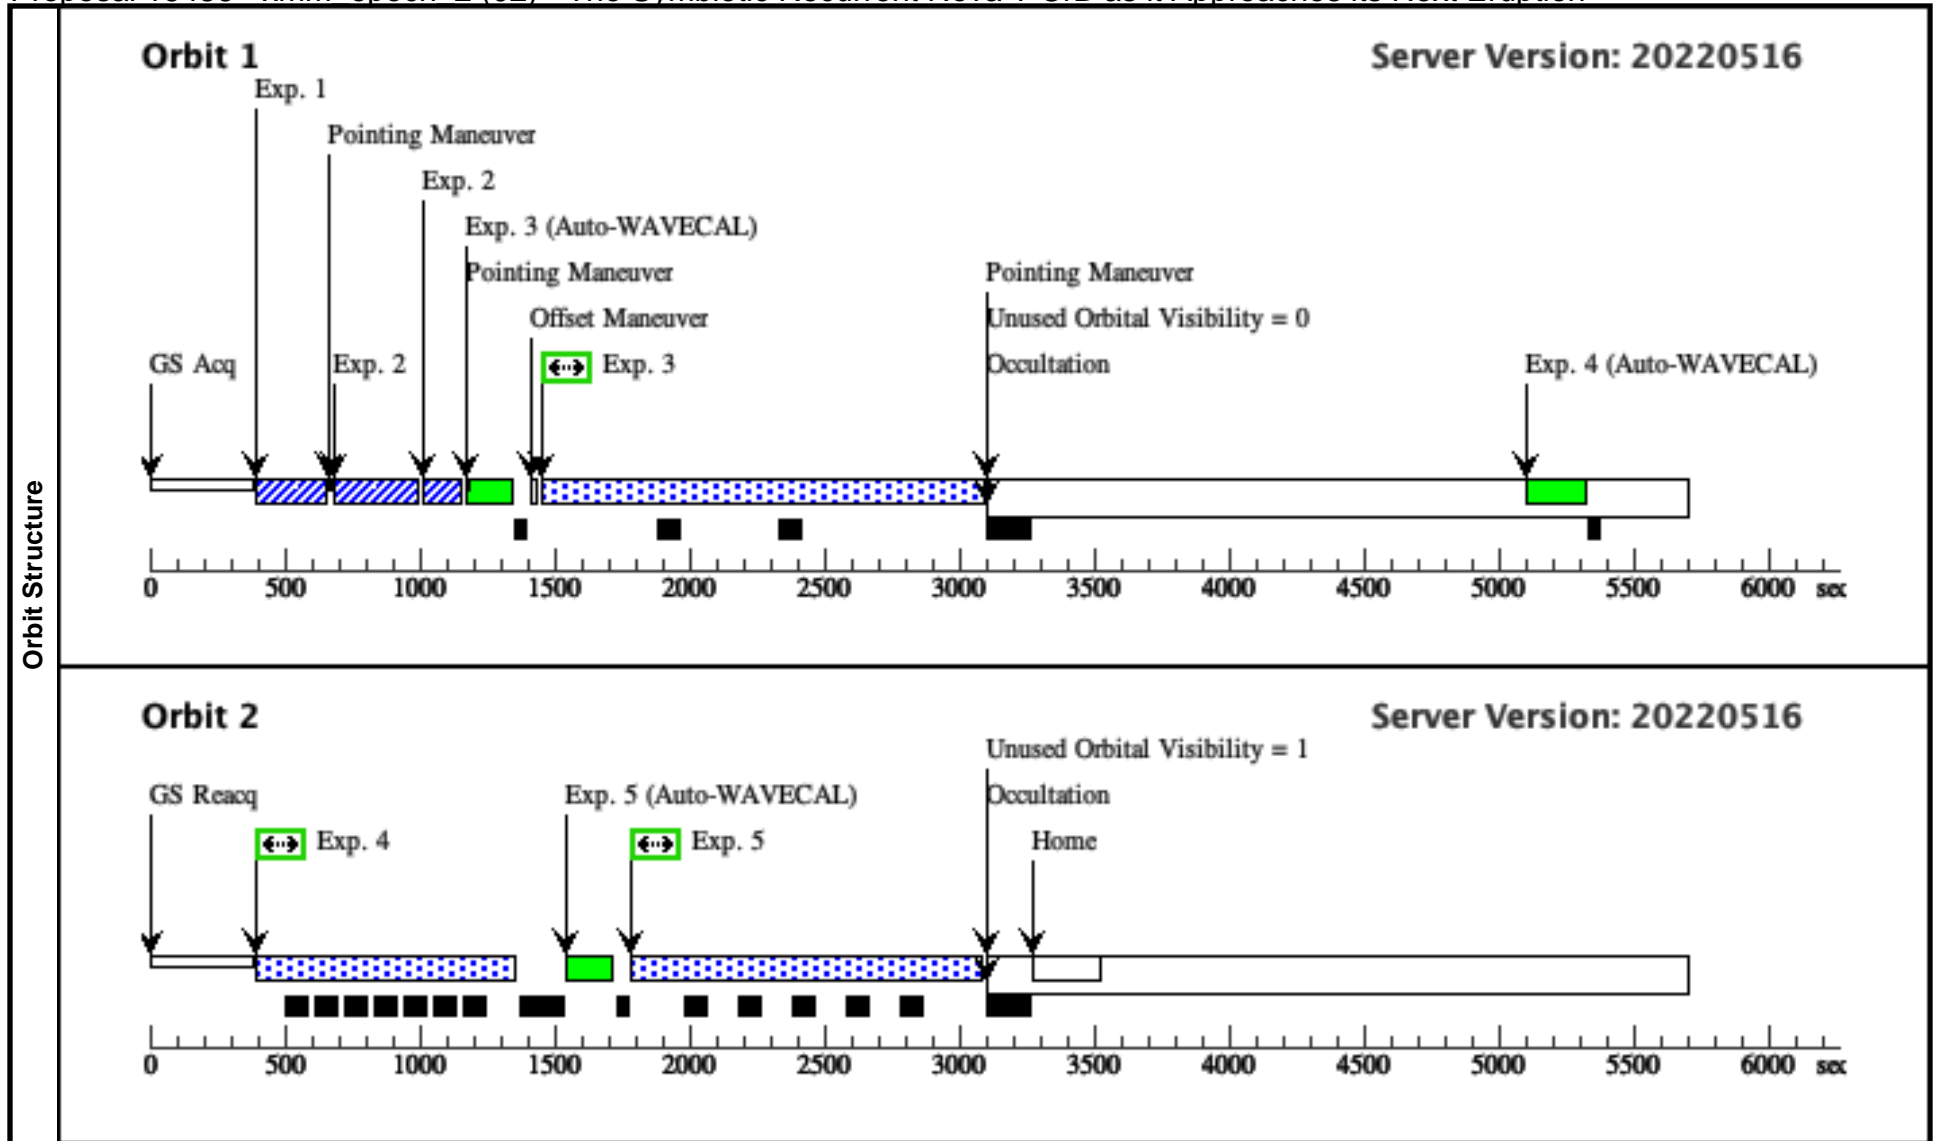 Orbit Structure
Orbit 1
Server Version: 20220516
Exp. 1
Pointing Maneuver
Exp. 2
Exp. 3 (Auto-WAVECAL)
Pointing Maneuver
Pointing Maneuver
Offset Maneuver
Unused Orbital Visibility = 0
GS Acq
Exp. 2
Exp. 3
Occultation
Exp. 4 (Auto-WAVECAL)
0 500 1000 1500 2000 2500 3000 3500 4000 4500 5000 5500 6000 sec
Orbit 2
Server Version: 20220516
Unused Orbital Visibility = 1
GS Reacq
Exp. 5 (Auto-WAVECAL)
Occultation
Exp. 4
Exp. 5
Home
0 500 1000 1500 2000 2500 3000 3500 4000 4500 5000 5500 6000 sec